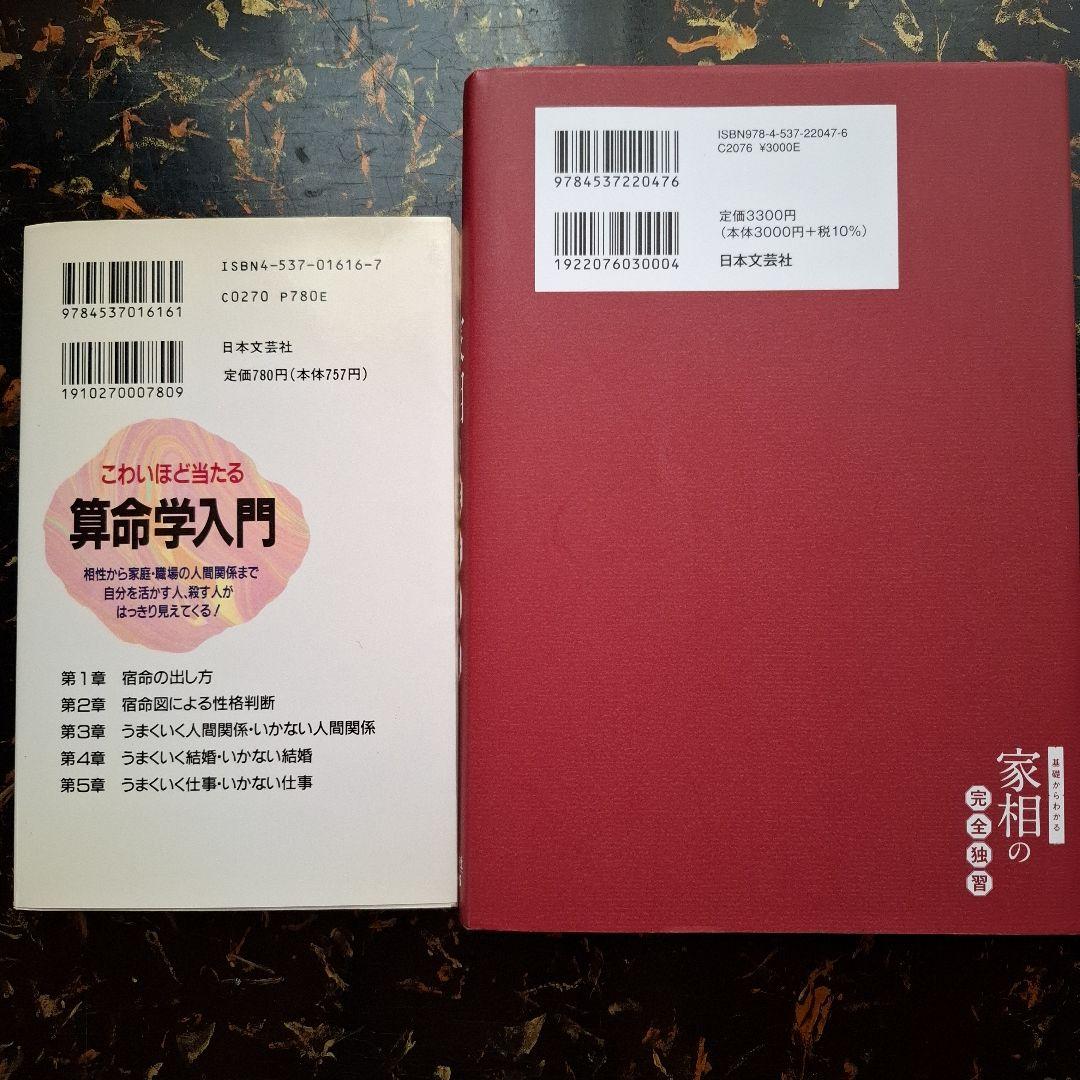 9784537016161
ISBN4-537-01616-7
C0270 P780E
1910270007809
日本文芸社
定価780円(本体757円)
こわいほど当たる
算命学入門
相性から家庭・職場の人間関係まで
自分を活かす人、殺す人が
はっきり見えてくる!
第1章 宿命の出し方
第2章 宿命図による性格判断
第3章 うまくいく人間関係・いかない人間関係
第4章 うまくいく結婚・いかない結婚
第5章 うまくいく仕事・いかない仕事
9784537220476
ISBN978-4-537-22047-6
C2076 ¥3000E
1922076030004
定価3300円
(本体3000円+税10%)
日本文芸社
基礎からわかる
家相の
完全独習